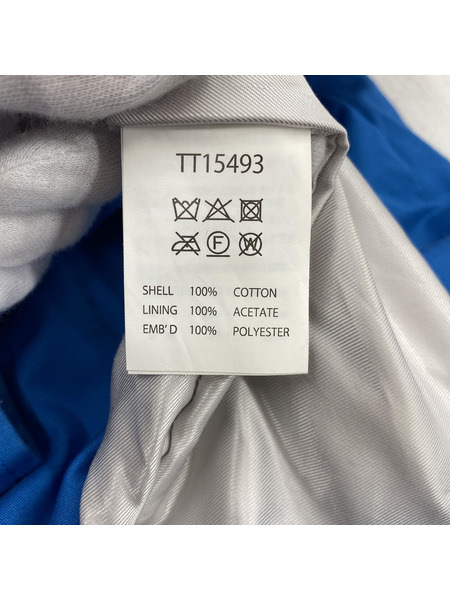 TT15493
F W
SHELL 100% COTTON
LINING 100% ACETATE
EMB'D 100% POLYESTER